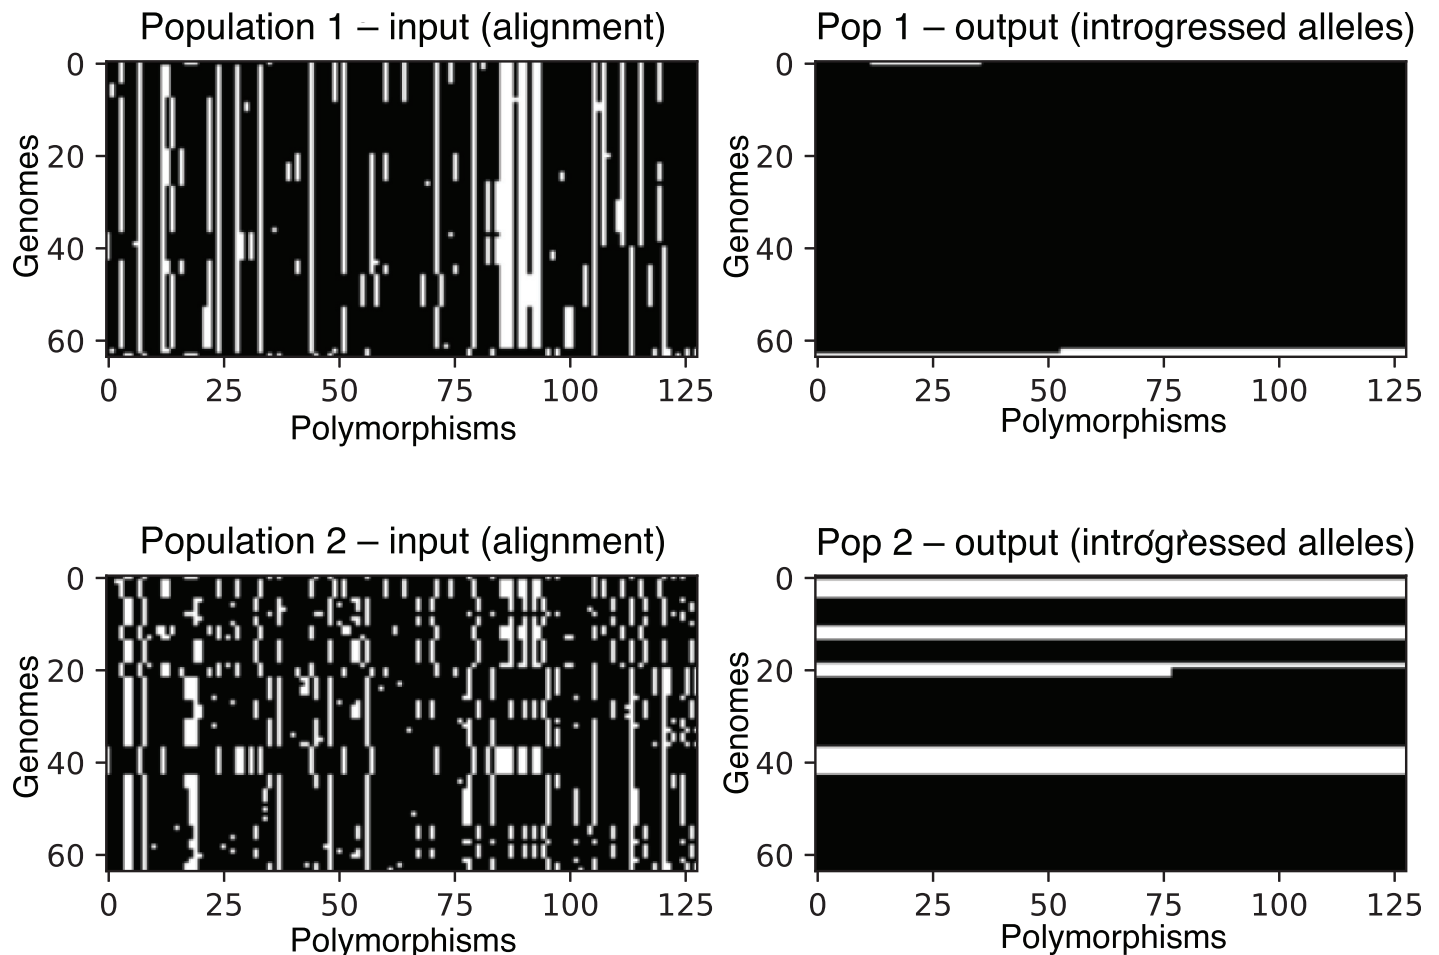 Population 1 – input (alignment)
Pop 1 – output (introgressed alleles)
Genomes
0
20
40
60
0 25 50 75 100 125
Polymorphisms
Genomes
0
20
40
60
0 25 50 75 100 125
Polymorphisms
Population 2 – input (alignment)
Pop 2 – output (introgressed alleles)
Genomes
0
20
40
60
0 25 50 75 100 125
Polymorphisms
Genomes
0
20
40
60
0 25 50 75 100 125
Polymorphisms